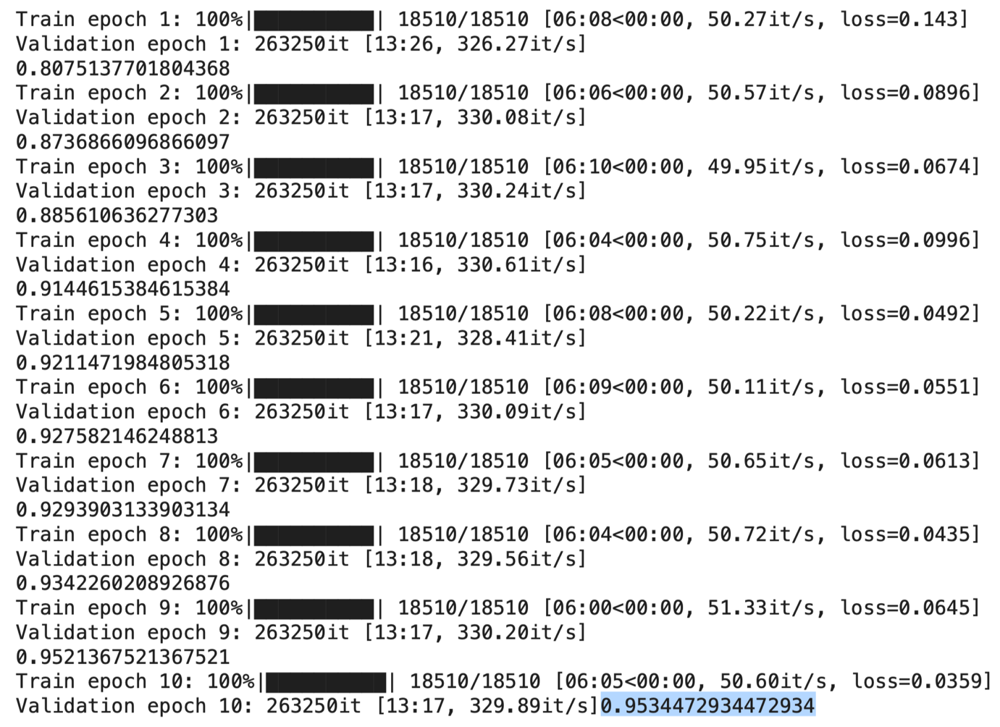 Train epoch 1: 100%|██████████| 18510/18510 [06:08<00:00, 50.27it/s, loss=0.143]
Validation epoch 1: 263250it [13:26, 326.27it/s]
0.8075137701804368
Train epoch 2: 100%|██████████| 18510/18510 [06:06<00:00, 50.57it/s, loss=0.0896]
Validation epoch 2: 263250it [13:17, 330.08it/s]
0.8736866096866097
Train epoch 3: 100%|██████████| 18510/18510 [06:10<00:00, 49.95it/s, loss=0.0674]
Validation epoch 3: 263250it [13:17, 330.24it/s]
0.885610636277303
Train epoch 4: 100%|██████████| 18510/18510 [06:04<00:00, 50.75it/s, loss=0.0996]
Validation epoch 4: 263250it [13:16, 330.61it/s]
0.9144615384615384
Train epoch 5: 100%|██████████| 18510/18510 [06:08<00:00, 50.22it/s, loss=0.0492]
Validation epoch 5: 263250it [13:21, 328.41it/s]
0.9211471984805318
Train epoch 6: 100%|██████████| 18510/18510 [06:09<00:00, 50.11it/s, loss=0.0551]
Validation epoch 6: 263250it [13:17, 330.09it/s]
0.927582146248813
Train epoch 7: 100%|██████████| 18510/18510 [06:05<00:00, 50.65it/s, loss=0.0613]
Validation epoch 7: 263250it [13:18, 329.73it/s]
0.9293903133903134
Train epoch 8: 100%|██████████| 18510/18510 [06:04<00:00, 50.72it/s, loss=0.0435]
Validation epoch 8: 263250it [13:18, 329.56it/s]
0.9342260208926876
Train epoch 9: 100%|██████████| 18510/18510 [06:00<00:00, 51.33it/s, loss=0.0645]
Validation epoch 9: 263250it [13:17, 330.20it/s]
0.9521367521367521
Train epoch 10: 100%|██████████| 18510/18510 [06:05<00:00, 50.60it/s, loss=0.0359]
Validation epoch 10: 263250it [13:17, 329.89it/s]0.9534472934472934